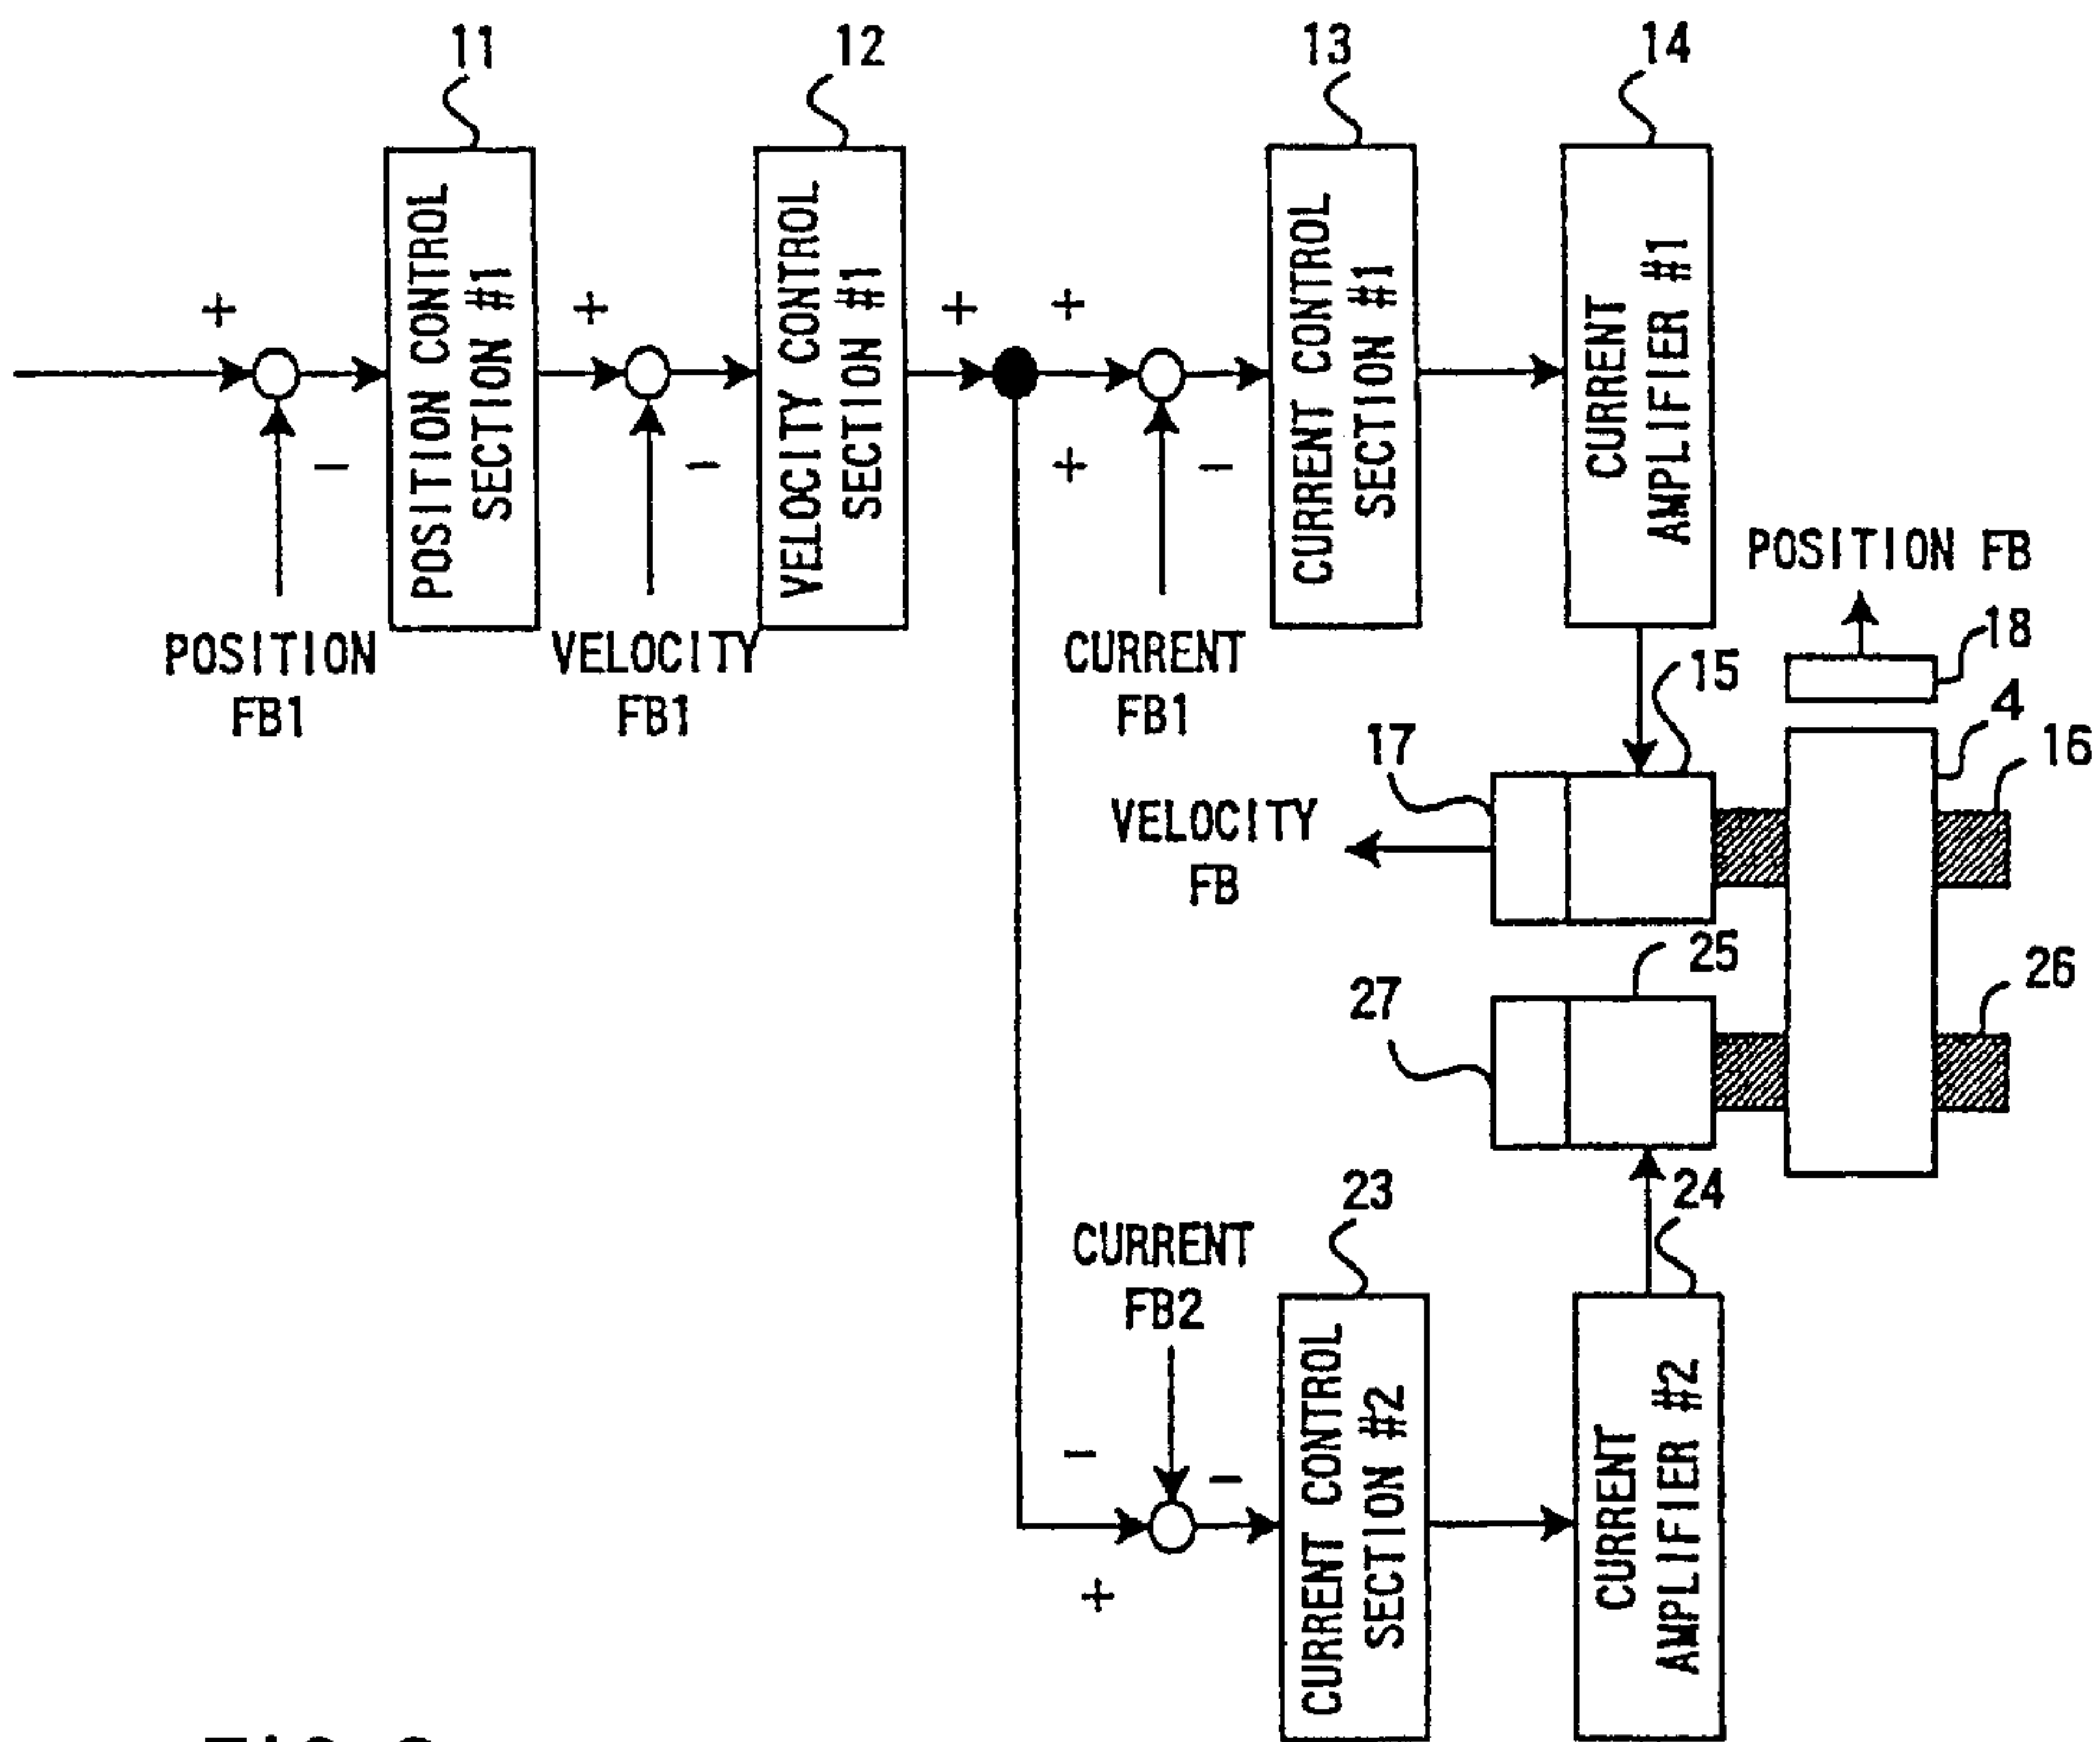 11
12
13
14
+
+
+
+
POSITION CONTROL
SECTION #1
VELOCITY CONTROL
SECTION #1
CURRENT CONTROL
SECTION #1
CURRENT
AMPLIFIER #1
−
−
+
−
POSITION FB
POSITION
FB1
VELOCITY
FB1
CURRENT
FB1
18
15
4
17
16
VELOCITY
FB
25
26
27
23
24
CURRENT
FB2
−
−
+
CURRENT CONTROL
SECTION #2
CURRENT
AMPLIFIER #2